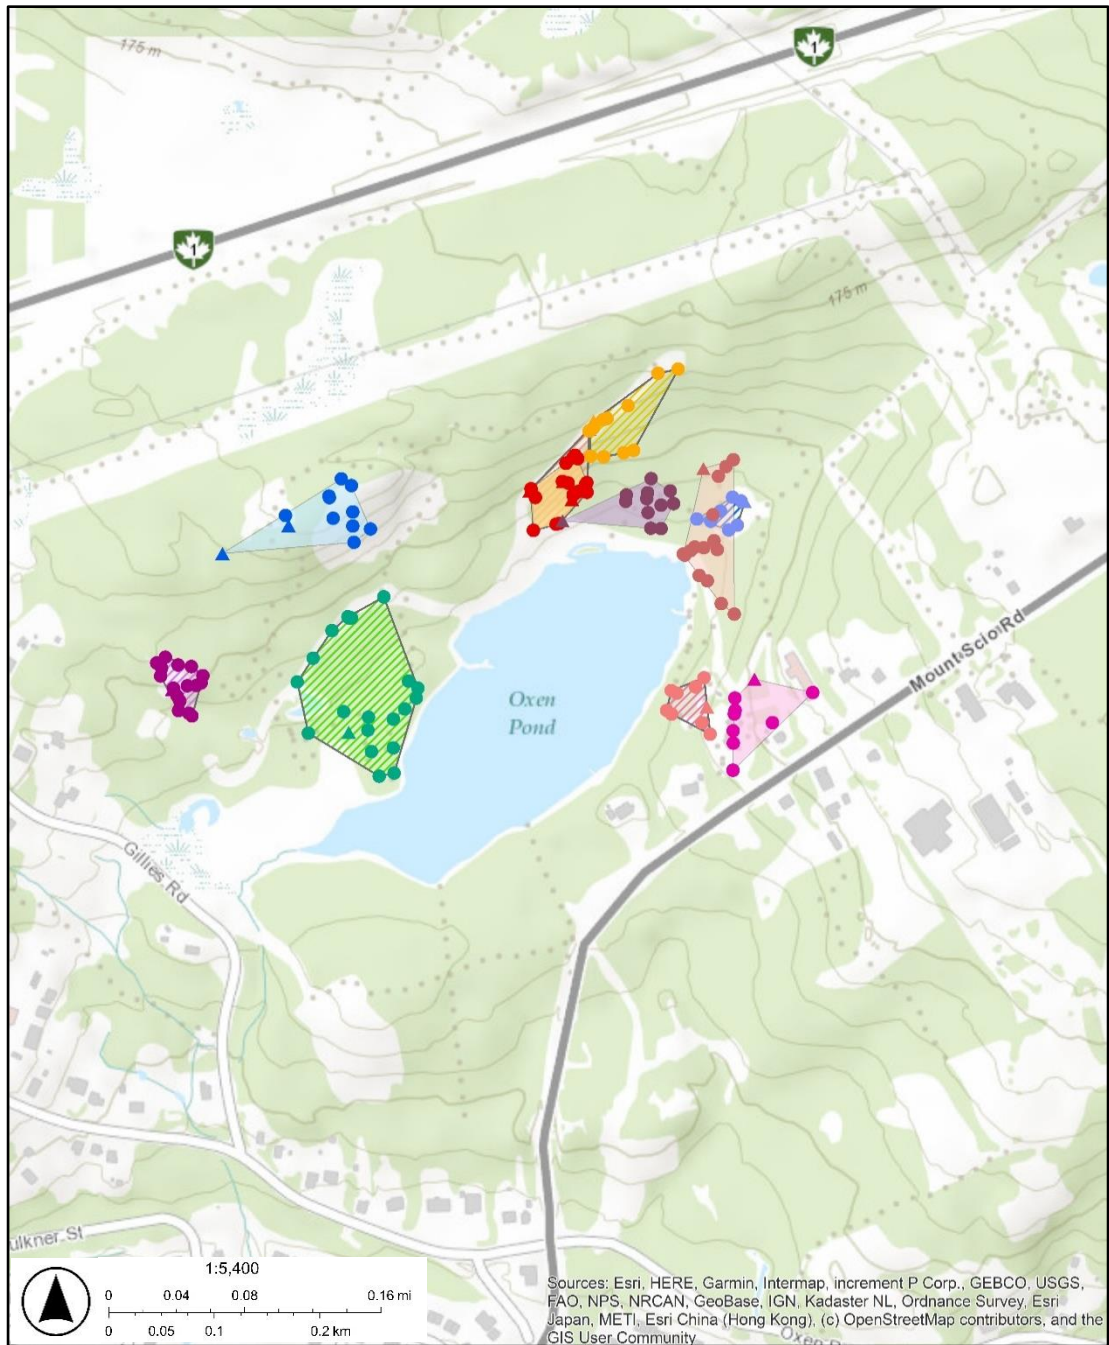 175 m
1
1
175 m
Mount Scio Rd
Oxen
Pond
Gillies Rd
ulkner St
1:5,400
0 0.04 0.08 0.16 mi
0 0.05 0.1 0.2 km
Sources: Esri, HERE, Garmin, Intermap, increment P Corp., GEBCO, USGS,
FAO, NPS, NRCAN, GeoBase, IGN, Kadaster NL, Ordnance Survey, Esri
Japan, METI, Esri China (Hong Kong), (c) OpenStreetMap contributors, and the
GIS User Community
Oxen